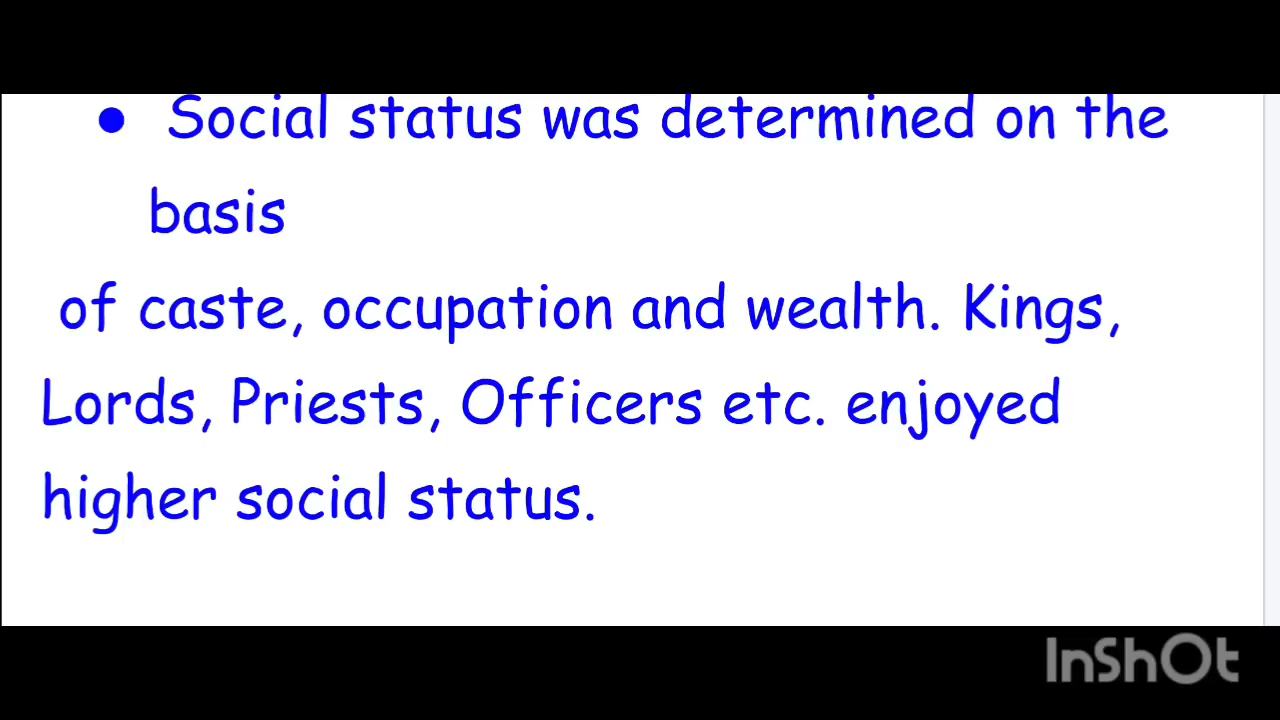 ● Social status was determined on the
basis
of caste, occupation and wealth. Kings,
Lords, Priests, Officers etc. enjoyed
higher social status.
InShOt